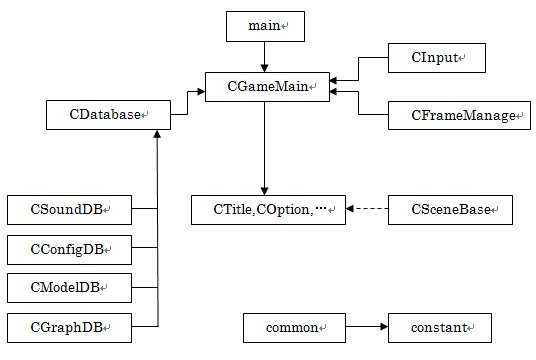 main↵
CInput↵
CGameMain↵
CDatabase↵
CFrameManage↵
CSoundDB↵
CTitle,COption,…↵
CSceneBase↵
CConfigDB↵
CModelDB↵
CGraphDB↵
common↵
constant↵